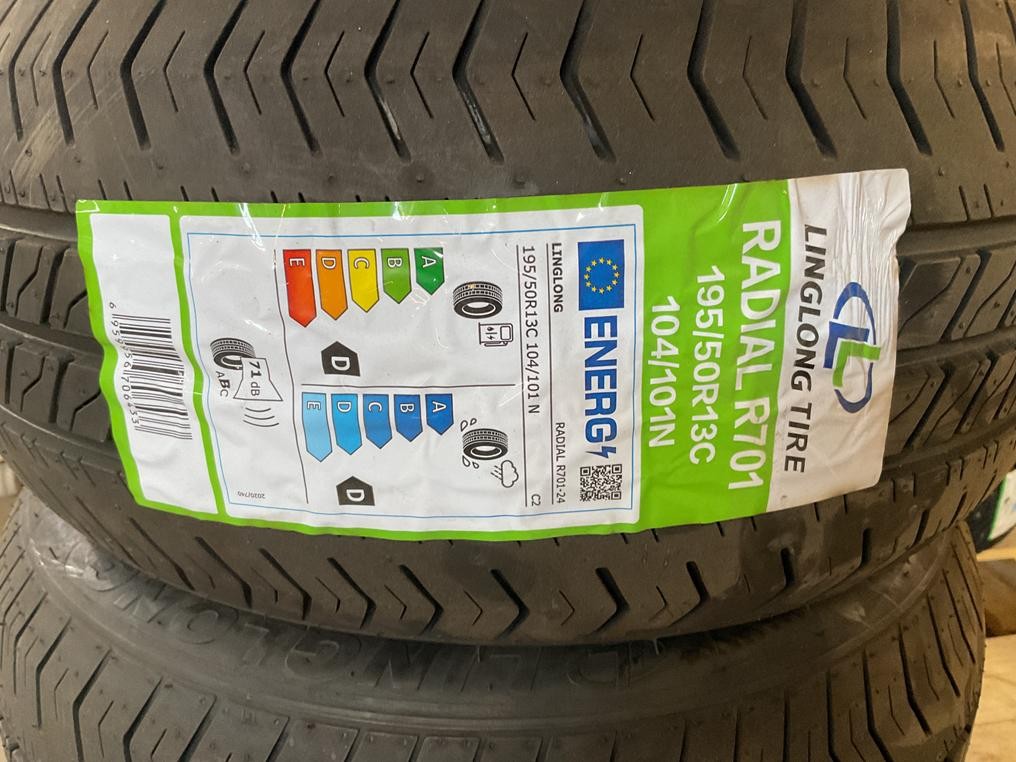 LINGLONG TIRE
RADIAL R701
195/50R13C
104/101N
ENERG
LINGLONG
RADIAL R701-24
195/50R13C 104/101 N
C2
A
B
C
D
E
D
A
B
C
D
E
D
71 dB
ABC
2020/740
LINGLONG